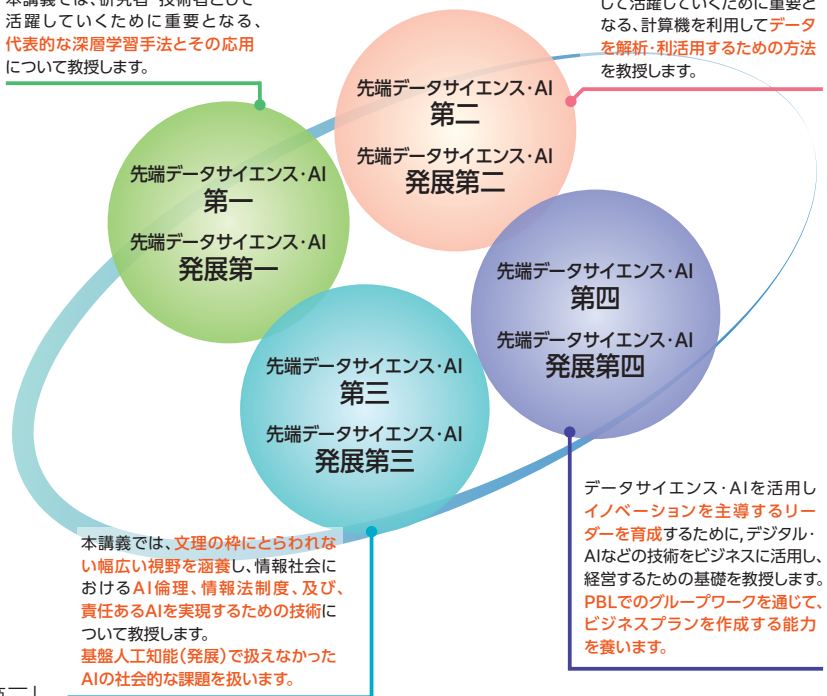 本講義では、研究者・技術者として
活躍していくために重要となる、
代表的な深層学習手法とその応用
について教授します。
して活躍していくために重要と
なる、計算機を利用してデータ
を解析・利活用するための方法
を教授します。
先端データサイエンス・AI
第一
先端データサイエンス・AI
発展第一
先端データサイエンス・AI
第二
先端データサイエンス・AI
発展第二
先端データサイエンス・AI
第三
先端データサイエンス・AI
発展第三
先端データサイエンス・AI
第四
先端データサイエンス・AI
発展第四
本講義では、文理の枠にとらわれな
い幅広い視野を涵養し、情報社会に
おけるAI倫理、情報法制度、及び、
責任あるAIを実現するための技術に
ついて教授します。
基盤人工知能(発展)で扱えなかった
AIの社会的な課題を扱います。
データサイエンス・AIを活用し
イノベーションを主導するリー
ダーを育成するために,デジタル・
AIなどの技術をビジネスに活用し、
経営するための基礎を教授します。
PBLでのグループワークを通じて、
ビジネスプランを作成する能力
を養います。